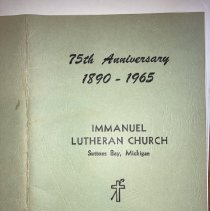 75th Anniversary
1890 - 1965
IMMANUEL
LUTHERAN CHURCH
Suttons Bay, Michigan